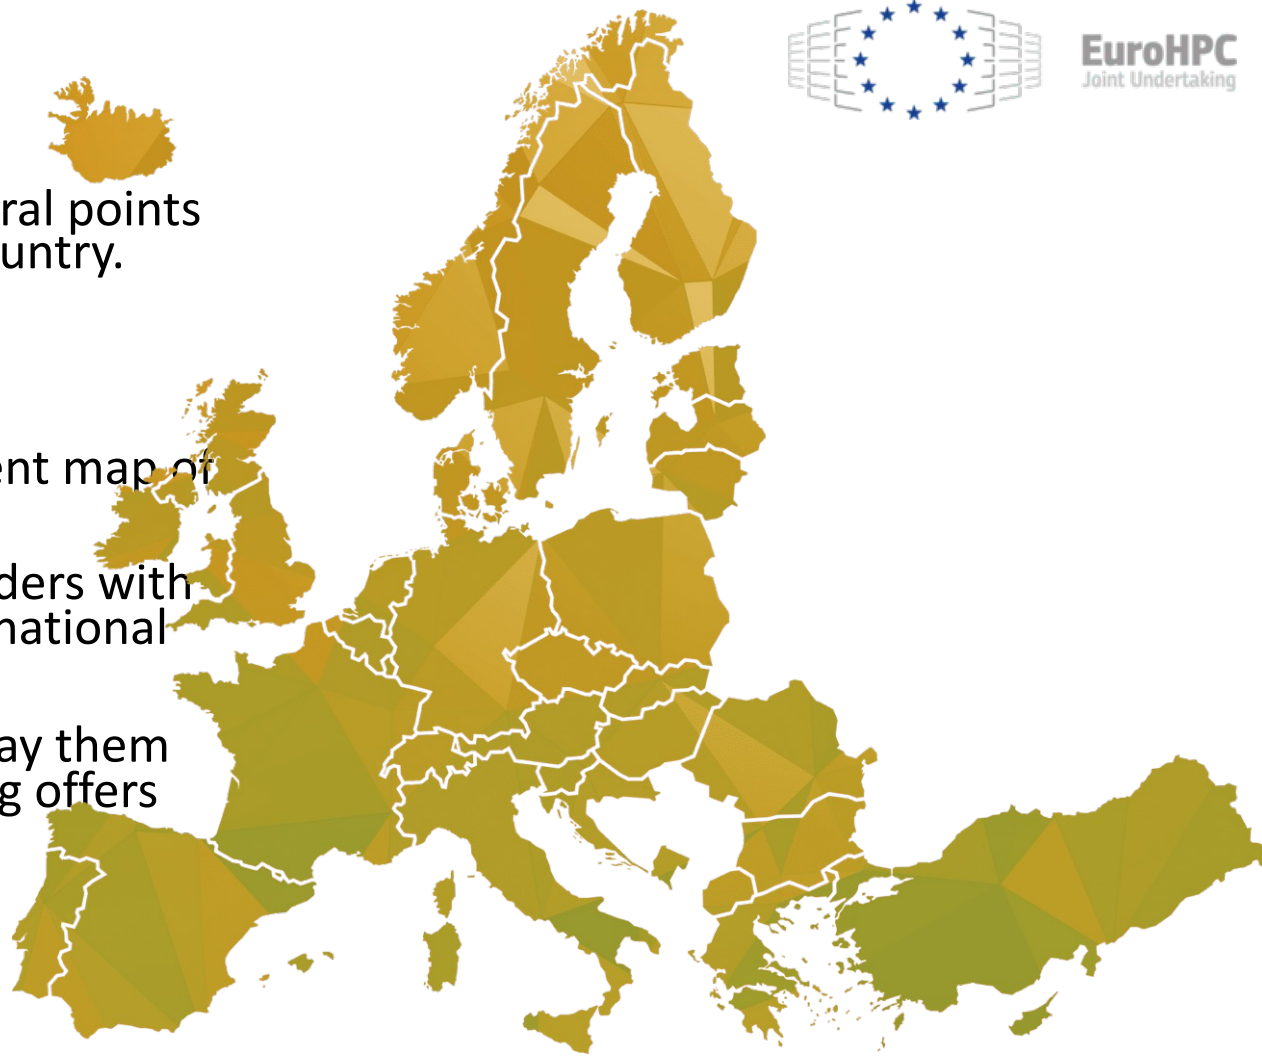 EuroHPC
Joint Undertaking
ral points
untry.
ent map of
ders with
national
ay them
g offers